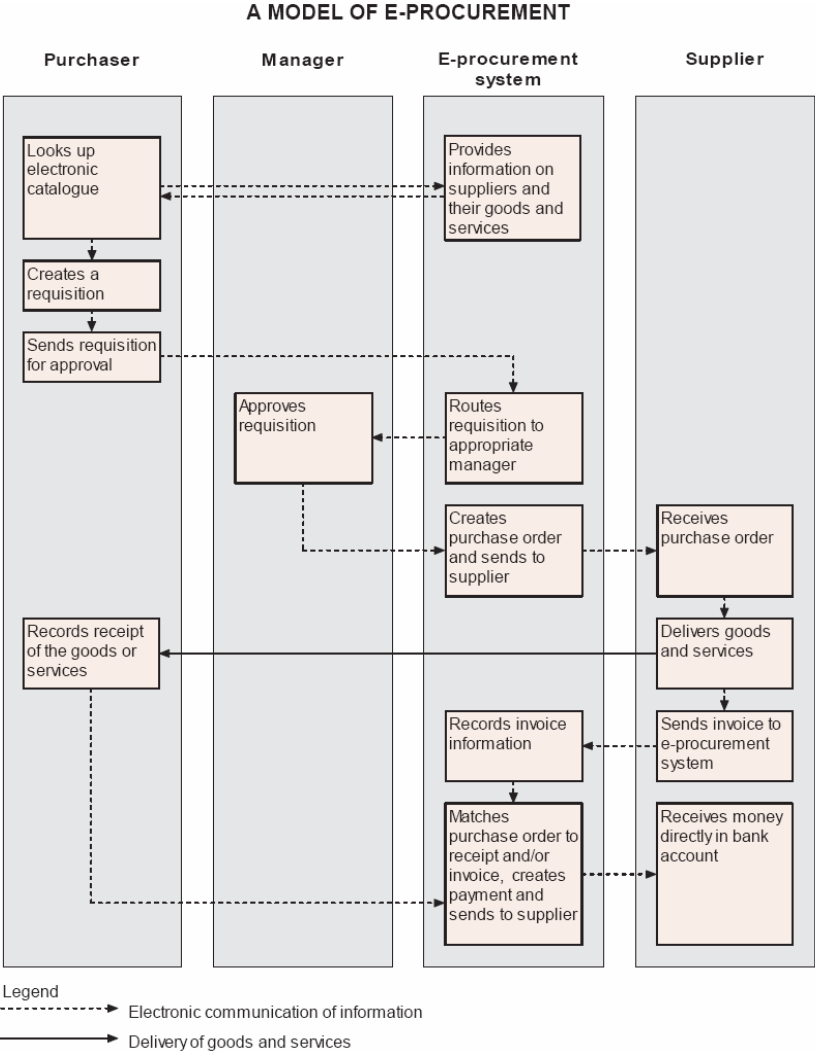 A MODEL OF E-PROCUREMENT
Purchaser
Manager
E-procurement
system
Supplier
Looks up
electronic
catalogue
Provides
information on
suppliers and
their goods and
services
Creates a
requisition
Sends requisition
for approval
Approves
requisition
Routes
requisition to
appropriate
manager
Creates
purchase order
and sends to
supplier
Receives
purchase order
Records receipt
of the goods or
services
Delivers goods
and services
Records invoice
information
Sends invoice to
e-procurement
system
Matches
purchase order to
receipt and/or
invoice, creates
payment and
sends to supplier
Receives money
directly in bank
account
Legend
Electronic communication of information
Delivery of goods and services